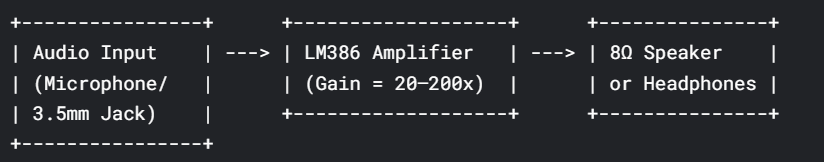 +----------------+      +-------------------+      +---------------+
| Audio Input    | ---> | LM386 Amplifier   | ---> | 8Ω Speaker    |
| (Microphone/   |      | (Gain = 20–200x)  |      | or Headphones |
| 3.5mm Jack)    |      +-------------------+      +---------------+
+----------------+